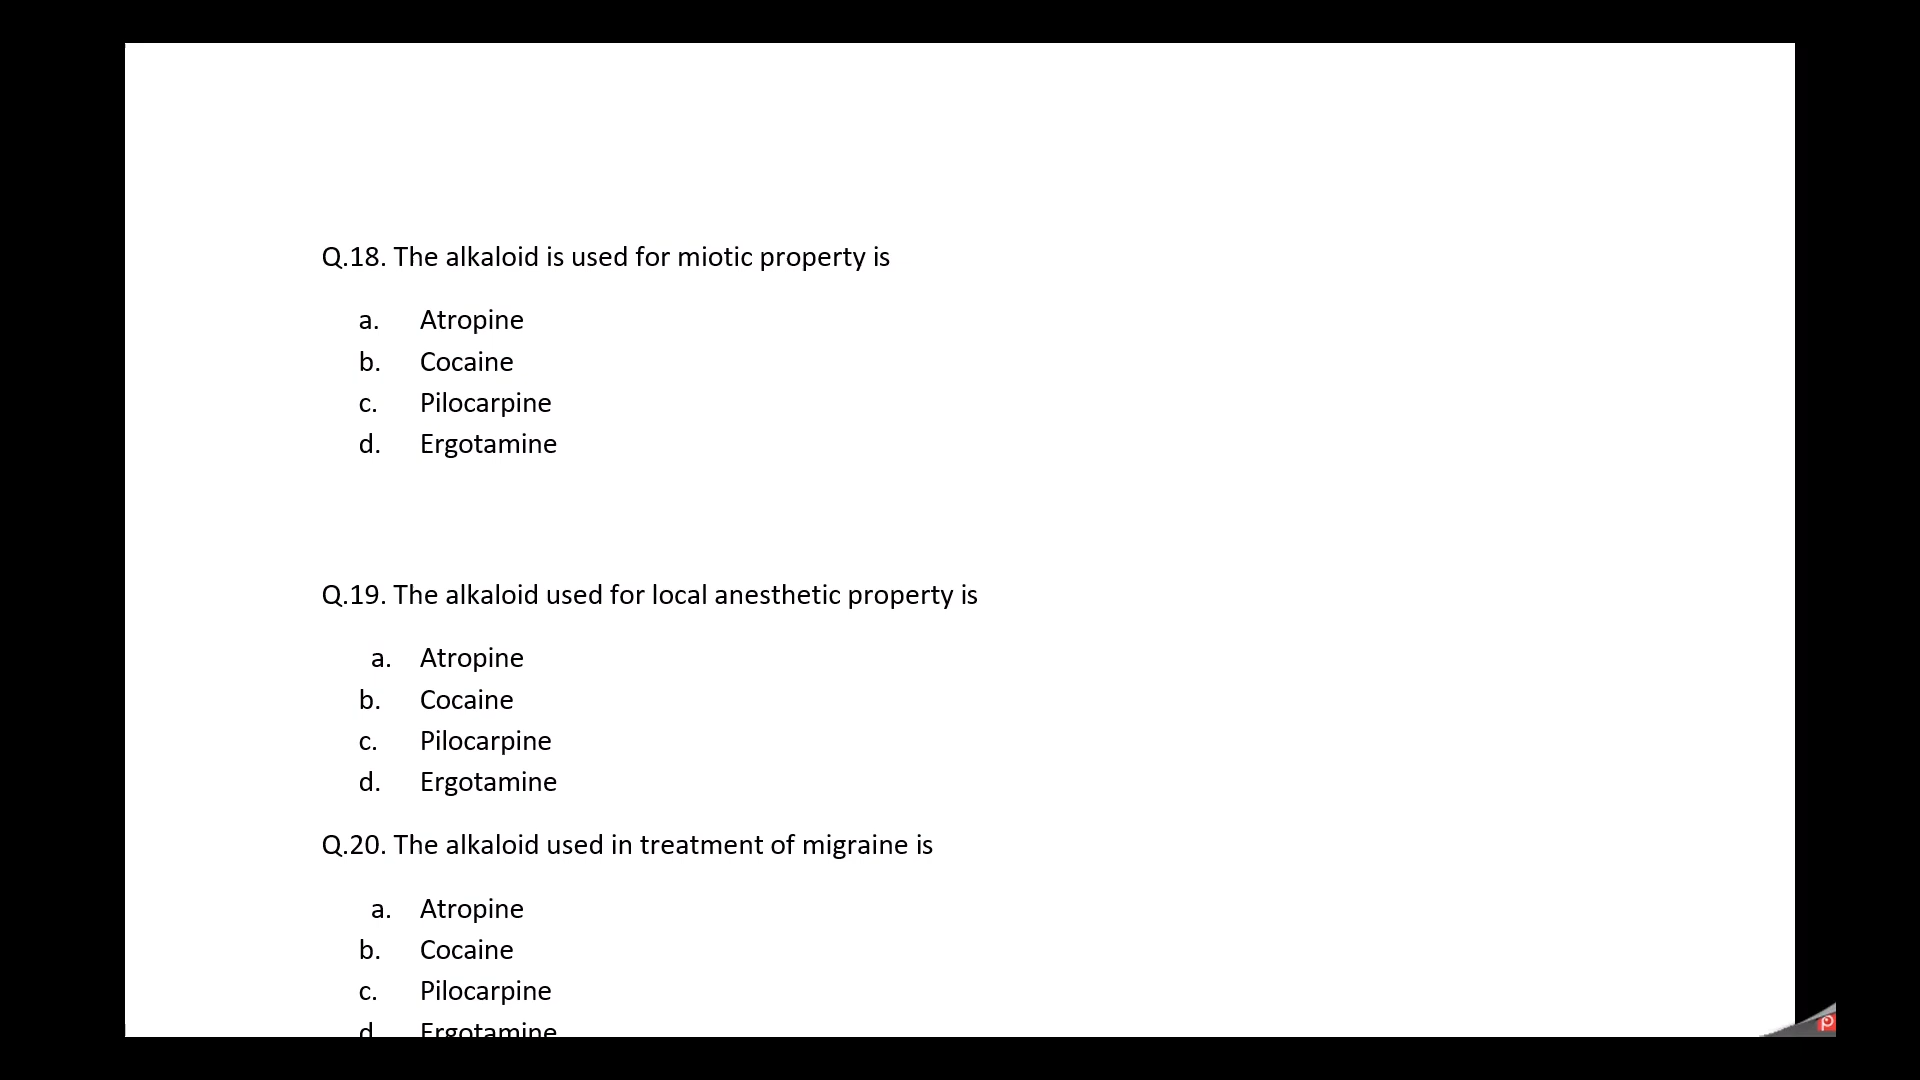 Q.18. The alkaloid is used for miotic property is
a. Atropine
b. Cocaine
c. Pilocarpine
d. Ergotamine
Q.19. The alkaloid used for local anesthetic property is
a. Atropine
b. Cocaine
c. Pilocarpine
d. Ergotamine
Q.20. The alkaloid used in treatment of migraine is
a. Atropine
b. Cocaine
c. Pilocarpine
d. Ergotamine